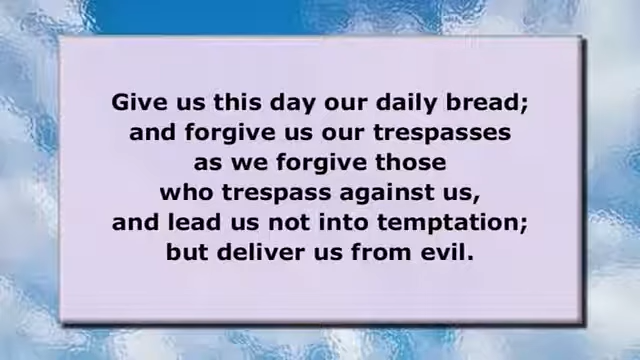 Give us this day our daily bread;
and forgive us our trespasses
as we forgive those
who trespass against us,
and lead us not into temptation;
but deliver us from evil.